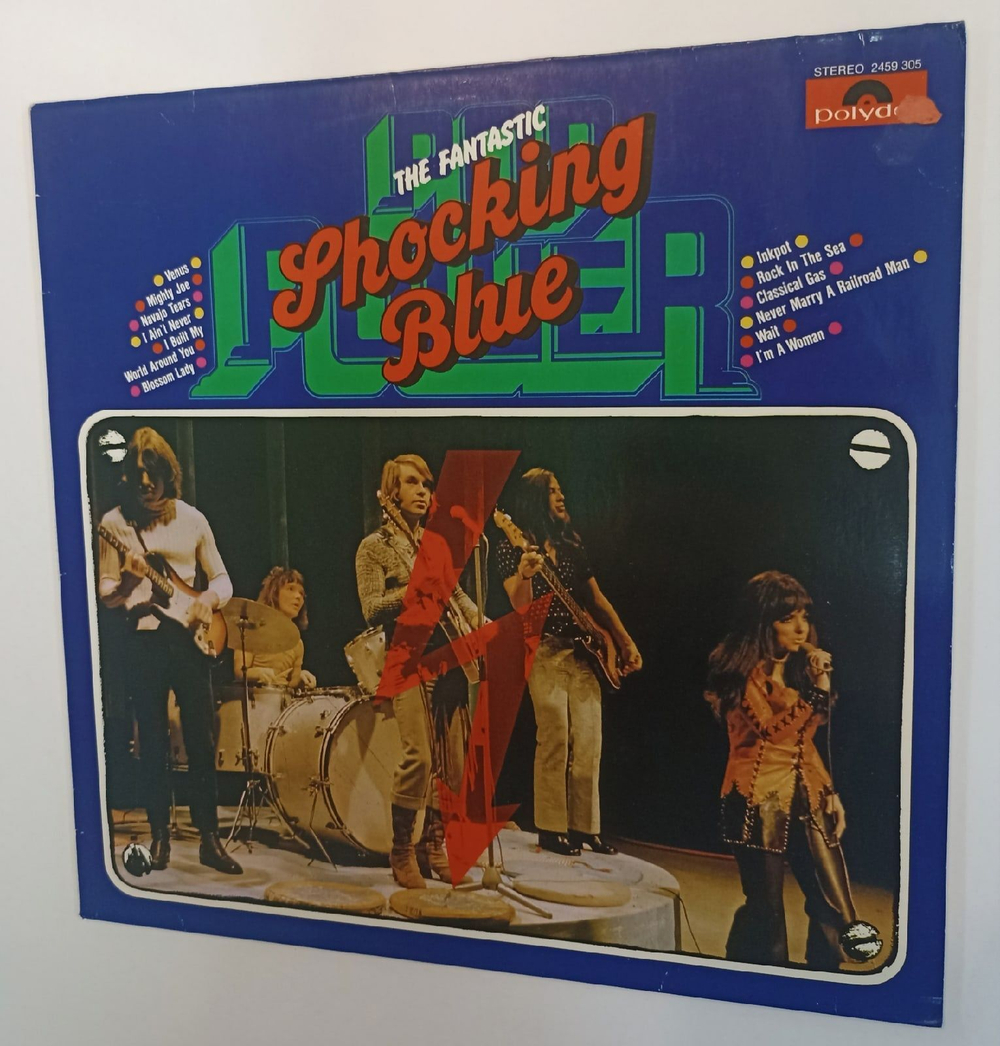 STEREO 2459 305
polyd
POP
POWER
THE FANTASTIC
Shocking
Blue
Venus
Mighty Joe
Navajo Tears
I Ain't Never
I Built My
World Around You
Blossom Lady
Inkpot
Rock In The Sea
Classical Gas
Never Marry A Railroad Man
Wait
I'm A Woman